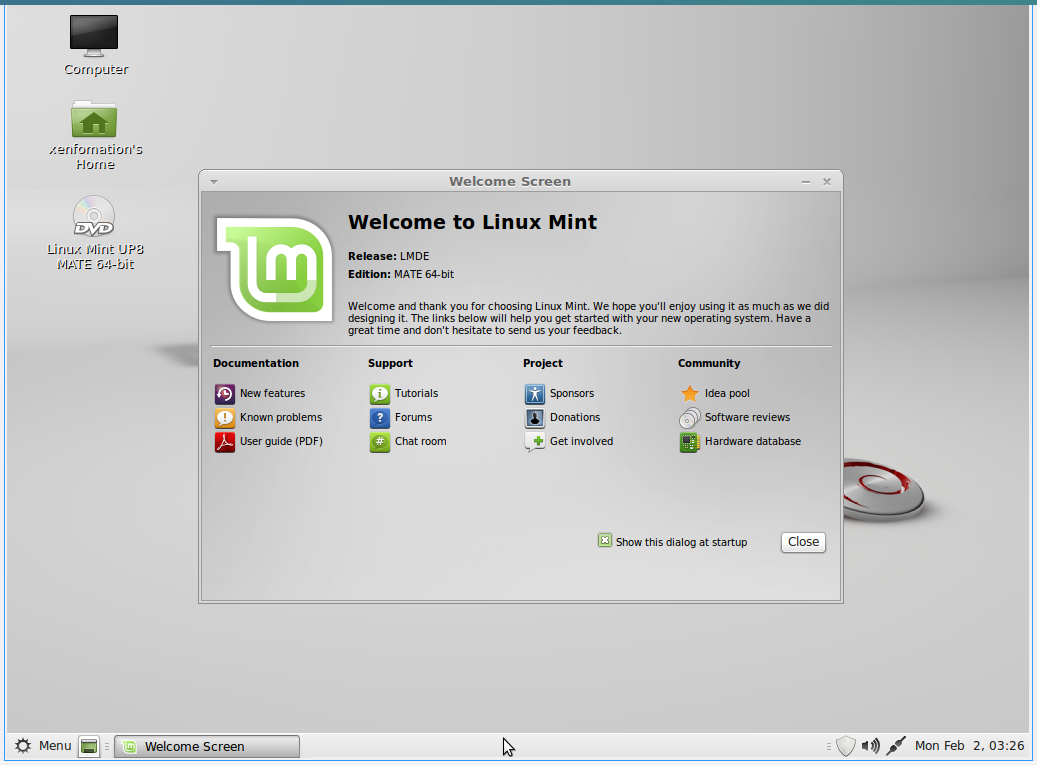 Computer
xenfomation's
Home
DVD
Linux Mint UP8
MATE 64-bit
Welcome Screen
lm
Welcome to Linux Mint
Release: LMDE
Edition: MATE 64-bit
Welcome and thank you for choosing Linux Mint. We hope you'll enjoy using it as much as we did
designing it. The links below will help you get started with your new operating system. Have a
great time and don't hesitate to send us your feedback.
Documentation
New features
Known problems
User guide (PDF)
Support
Tutorials
Forums
Chat room
Project
Sponsors
Donations
Get involved
Community
Idea pool
Software reviews
Hardware database
Show this dialog at startup
Close
Menu
Welcome Screen
Mon Feb 2, 03:26